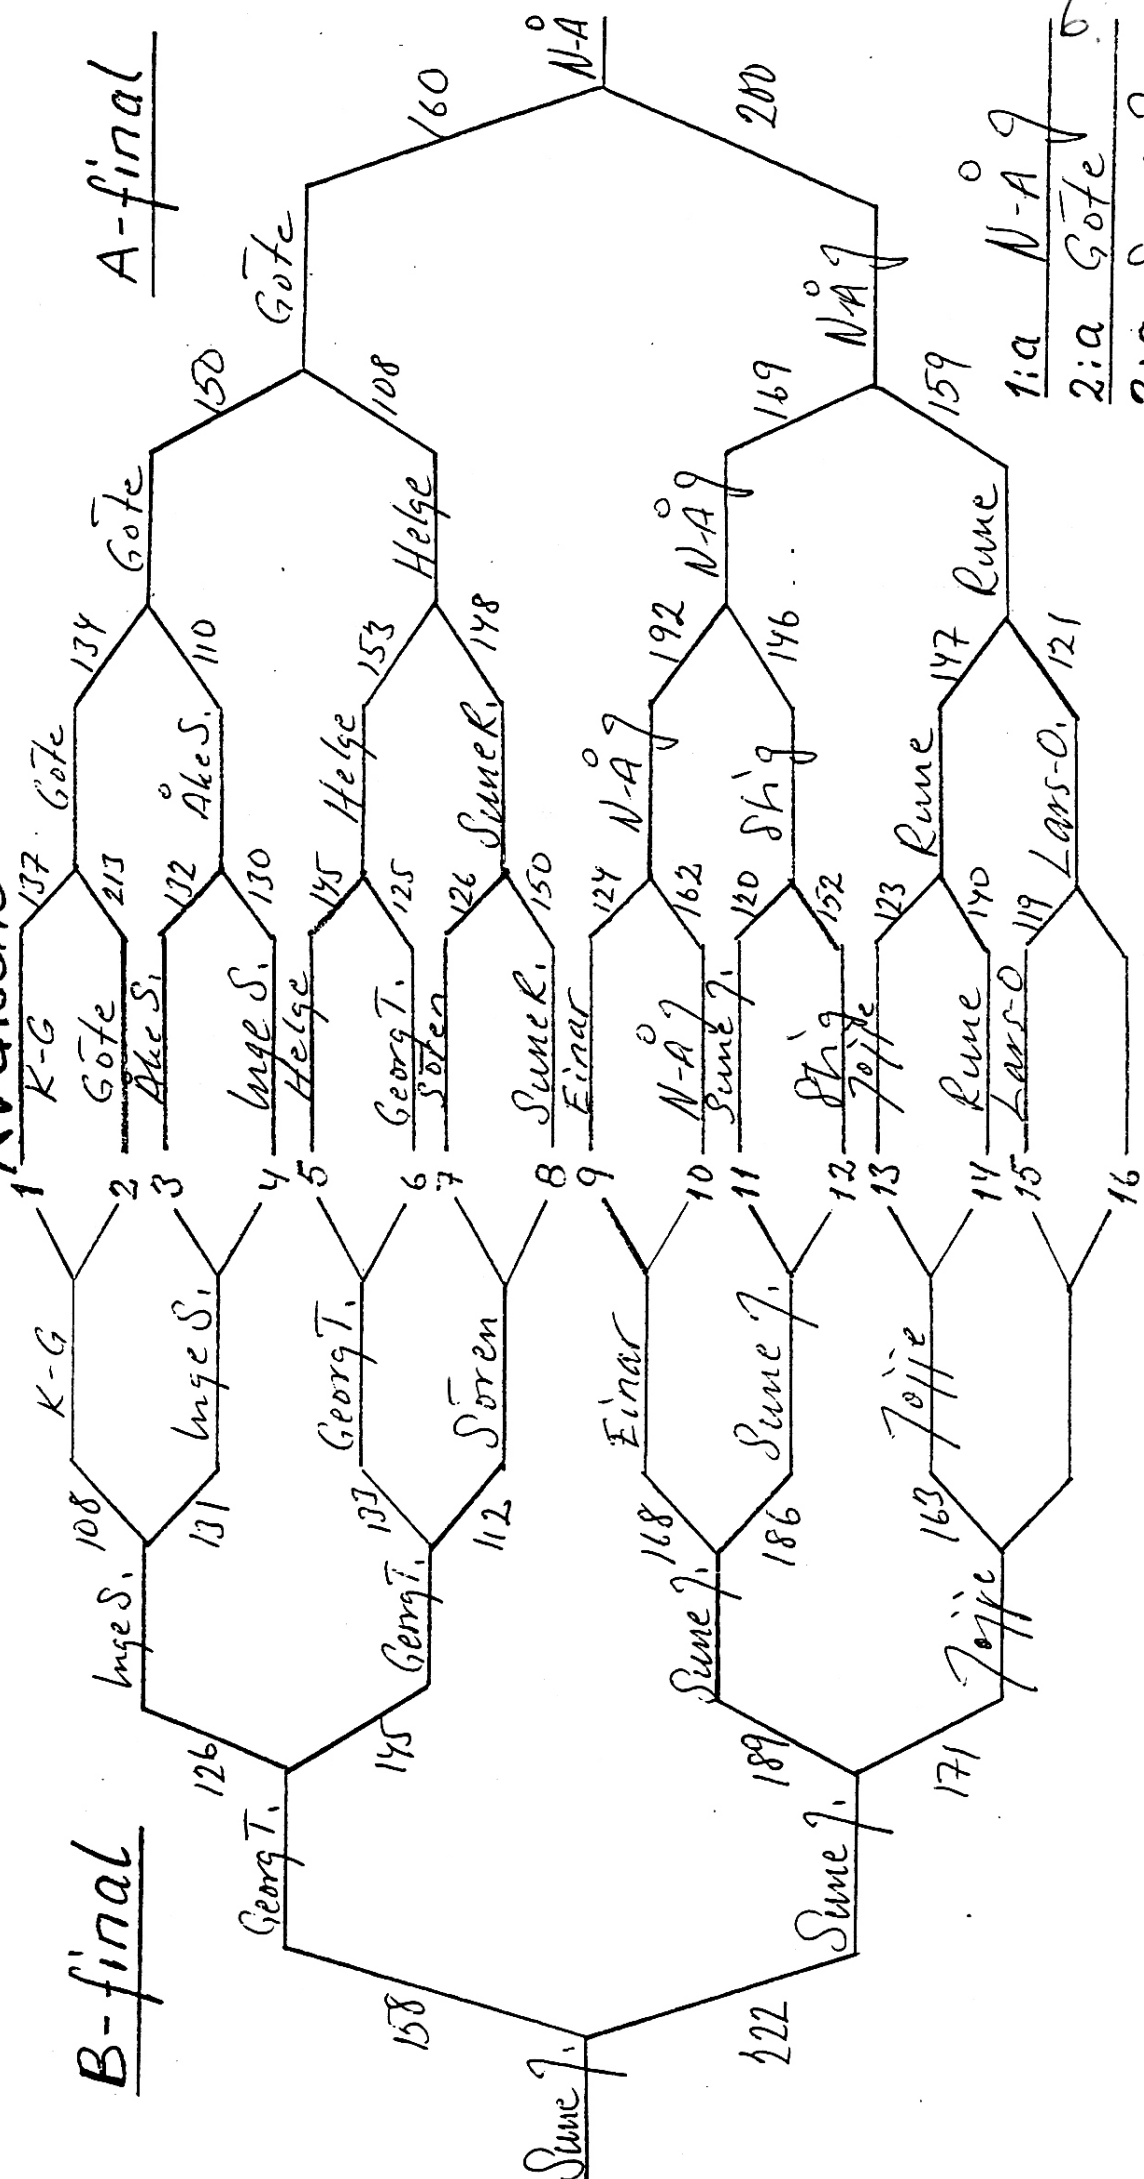 B-final
A-final
1
2
3
4
5
6
7
8
9
10
11
12
13
14
15
16
K-G
137
Göte
213
Åke S.
132
Inge S.
130
Helge
145
Georg T.
125
Sören
126
Sune R.
150
Einar
124
N-Å J
162
Sune J.
120
Stig
152
Jojje
123
Rune
140
Lars-O
119
Göte
134
Åke S.
110
Helge
153
Sune R.
148
N-Å J
192
Stig
146
Rune
147
Lars-O.
121
Göte
150
Helge
108
N-Å J
169
Rune
159
Göte
160
N-Å J
200
N-Å
K-G
108
Inge S.
131
Georg T.
133
Sören
112
Einar
168
Sune J.
186
Jojje
163
Inge S.
126
Georg T.
145
Sune J.
189
Jojje
171
Georg T.
158
Sune J.
222
Sune J.
1:a N-Å J
2:a Göte